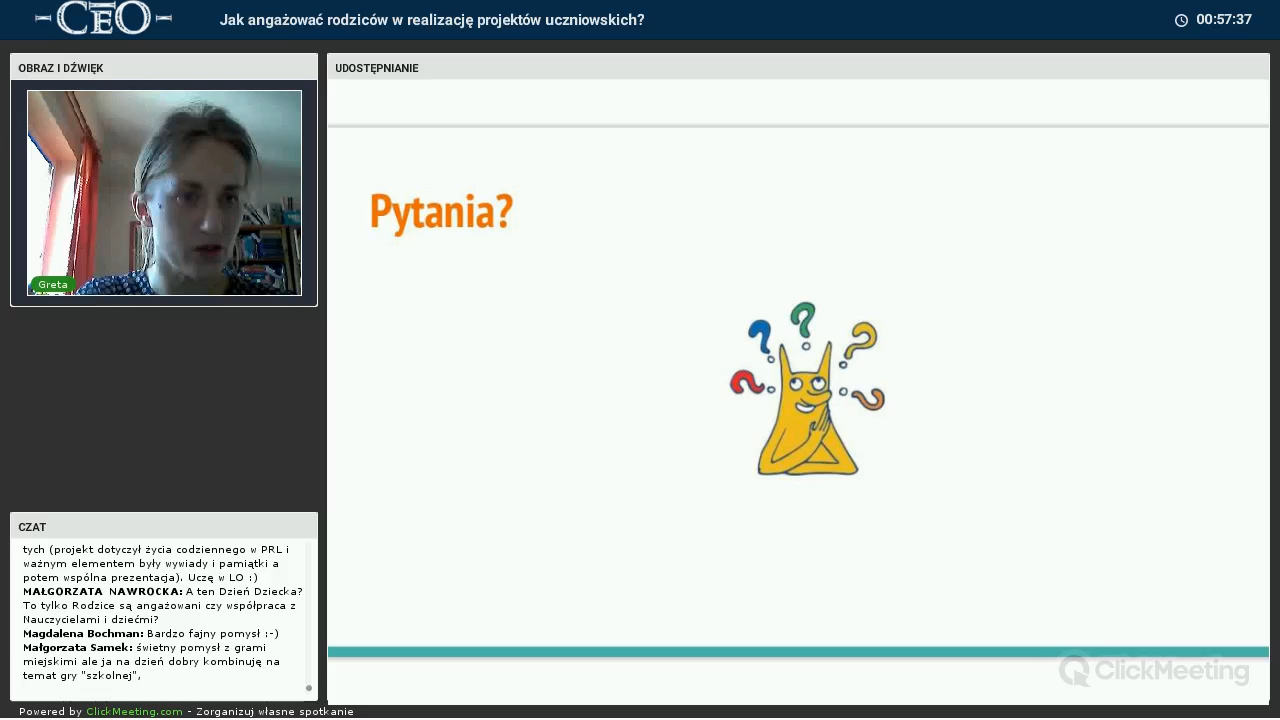 CEO
Jak angażować rodziców w realizację projektów uczniowskich?
00:57:37
OBRAZ I DŹWIĘK
UDOSTĘPNIANIE
Pytania?
Greta
CZAT
tych (projekt dotyczył życia codziennego w PRL i
ważnym elementem były wywiady i pamiątki a
potem wspólna prezentacja). Uczę w LO :)
MAŁGORZATA NAWROCKA: A ten Dzień Dziecka?
To tylko Rodzice są angażowani czy współpraca z
Nauczycielami i dziećmi?
Magdalena Bochman: Bardzo fajny pomysł :-)
Małgorzata Samek: świetny pomysł z grami
miejskimi ale ja na dzień dobry kombinuję na
temat gry "szkolnej",
ClickMeeting
Powered by ClickMeeting.com - Zorganizuj własne spotkanie